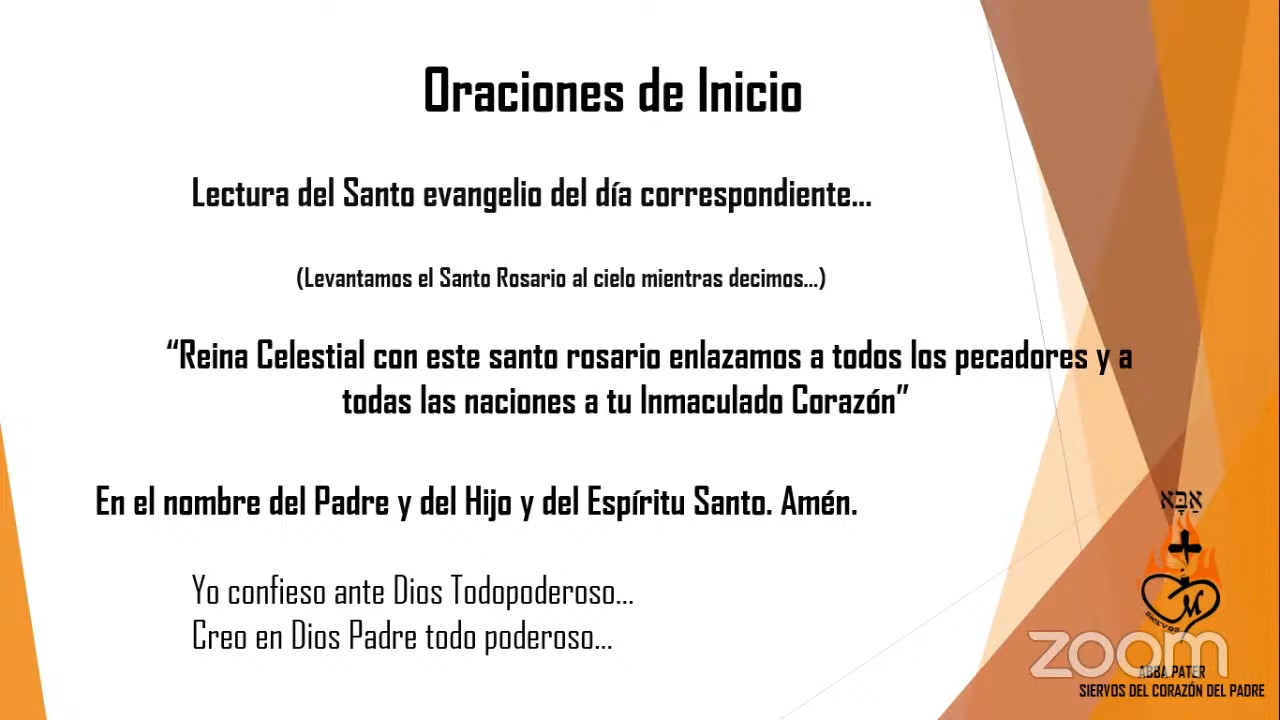 Oraciones de Inicio
Lectura del Santo evangelio del día correspondiente...
(Levantamos el Santo Rosario al cielo mientras decimos...)
“Reina Celestial con este santo rosario enlazamos a todos los pecadores y a
todas las naciones a tu Inmaculado Corazón”
En el nombre del Padre y del Hijo y del Espíritu Santo. Amén.
Yo confieso ante Dios Todopoderoso...
Creo en Dios Padre todo poderoso...
אַבָּא
M
siervos
zoom
ABBA PATER
SIERVOS DEL CORAZÓN DEL PADRE